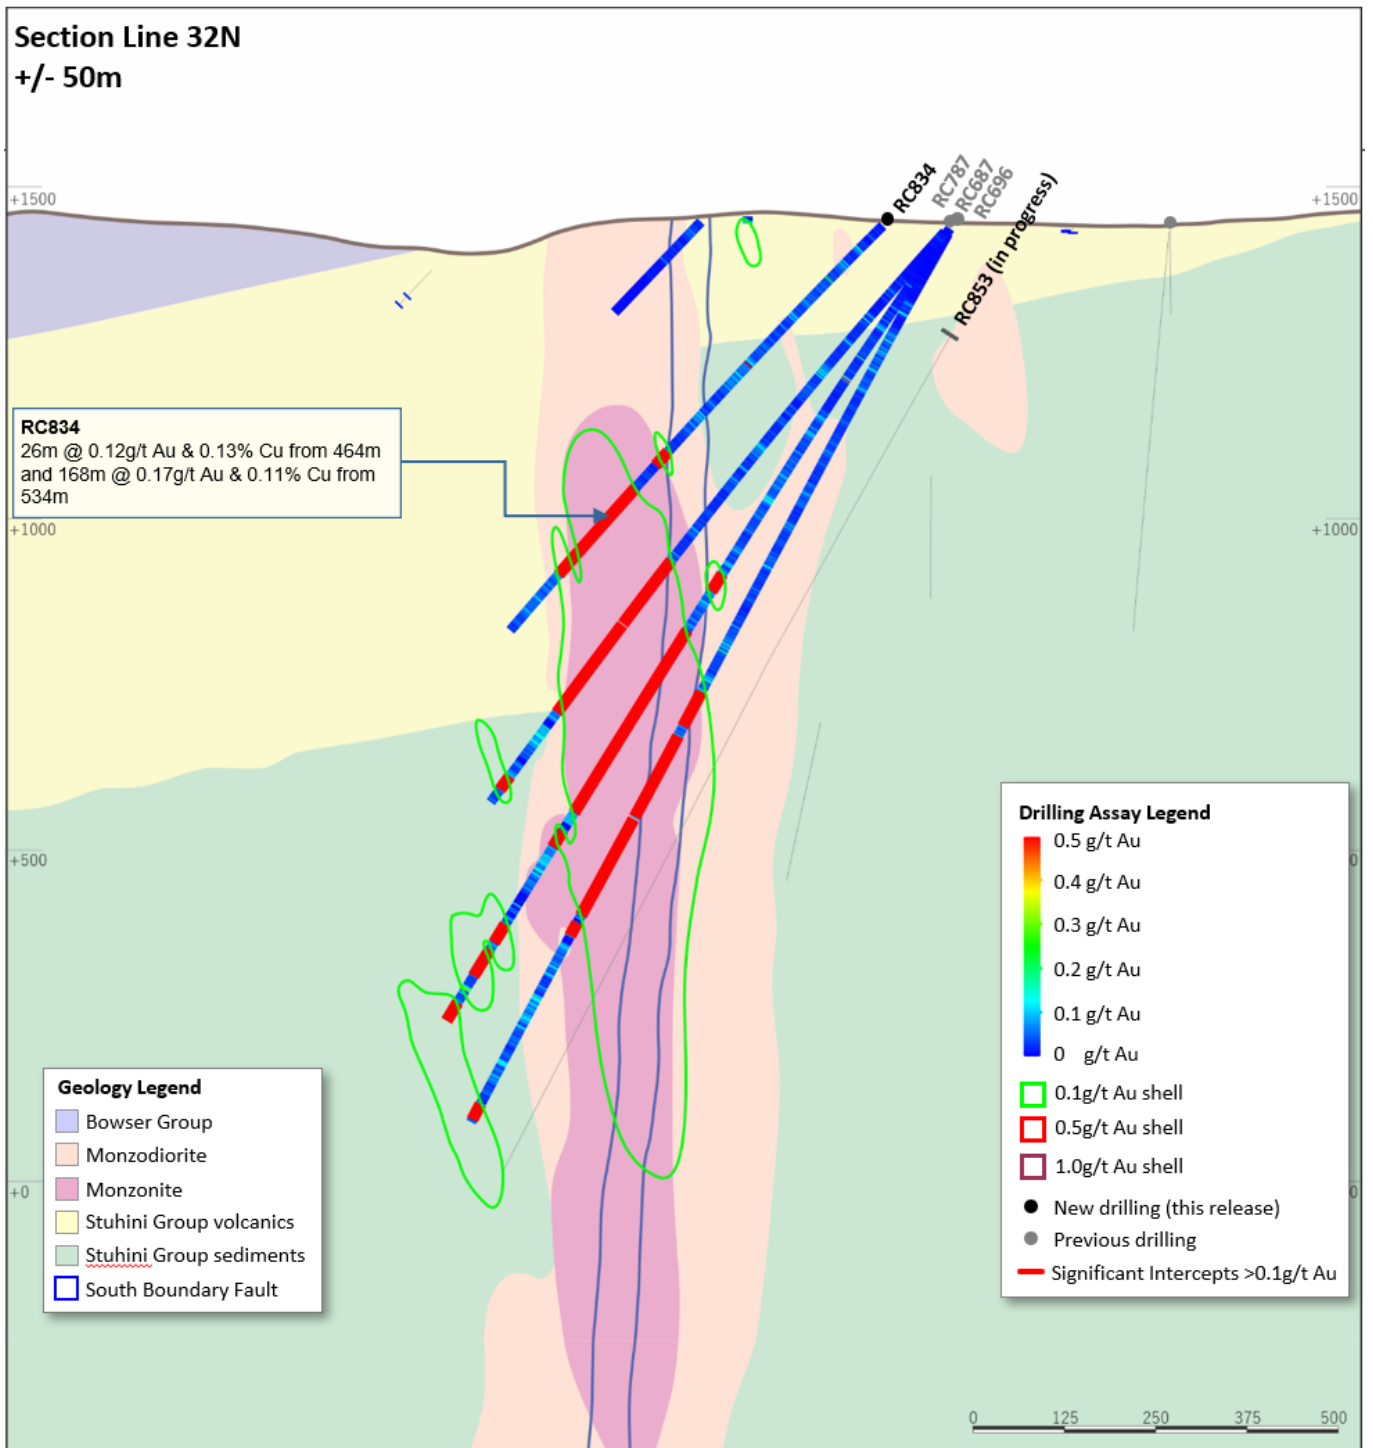 Section Line 32N
+/- 50m
RC834
RC787
RC687
RC696
RC853 (in progress)
+1500
+1500
RC834
26m @ 0.12g/t Au & 0.13% Cu from 464m
and 168m @ 0.17g/t Au & 0.11% Cu from
534m
+1000
+1000
+500
0
Drilling Assay Legend
0.5 g/t Au
0.4 g/t Au
0.3 g/t Au
0.2 g/t Au
0.1 g/t Au
0 g/t Au
0.1g/t Au shell
0.5g/t Au shell
1.0g/t Au shell
New drilling (this release)
Previous drilling
Significant Intercepts >0.1g/t Au
Geology Legend
Bowser Group
Monzodiorite
Monzonite
Stuhini Group volcanics
Stuhini Group sediments
South Boundary Fault
+0
0
0 125 250 375 500